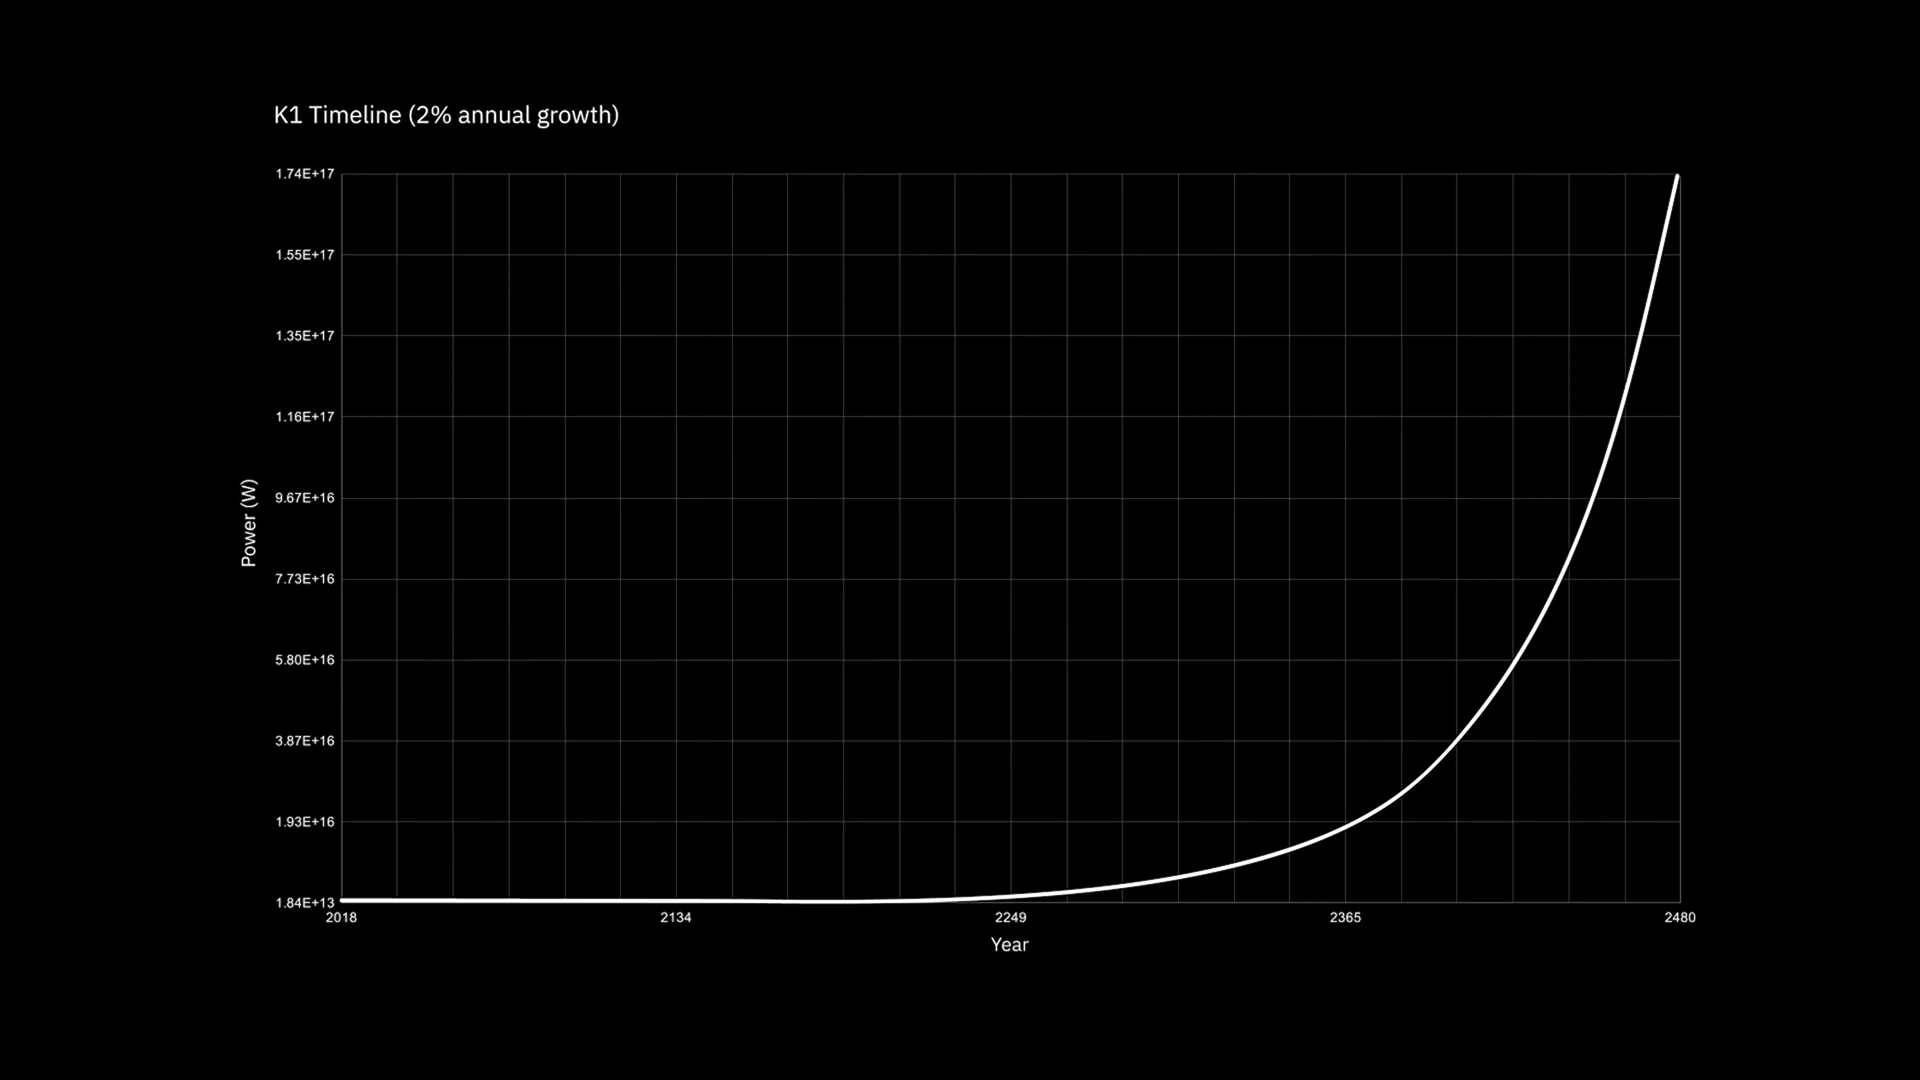 K1 Timeline (2% annual growth)
1.74E+17
1.55E+17
1.35E+17
1.16E+17
9.67E+16
7.73E+16
5.80E+16
3.87E+16
1.93E+16
1.84E+13
Power (W)
2018 2134 2249 2365 2480
Year